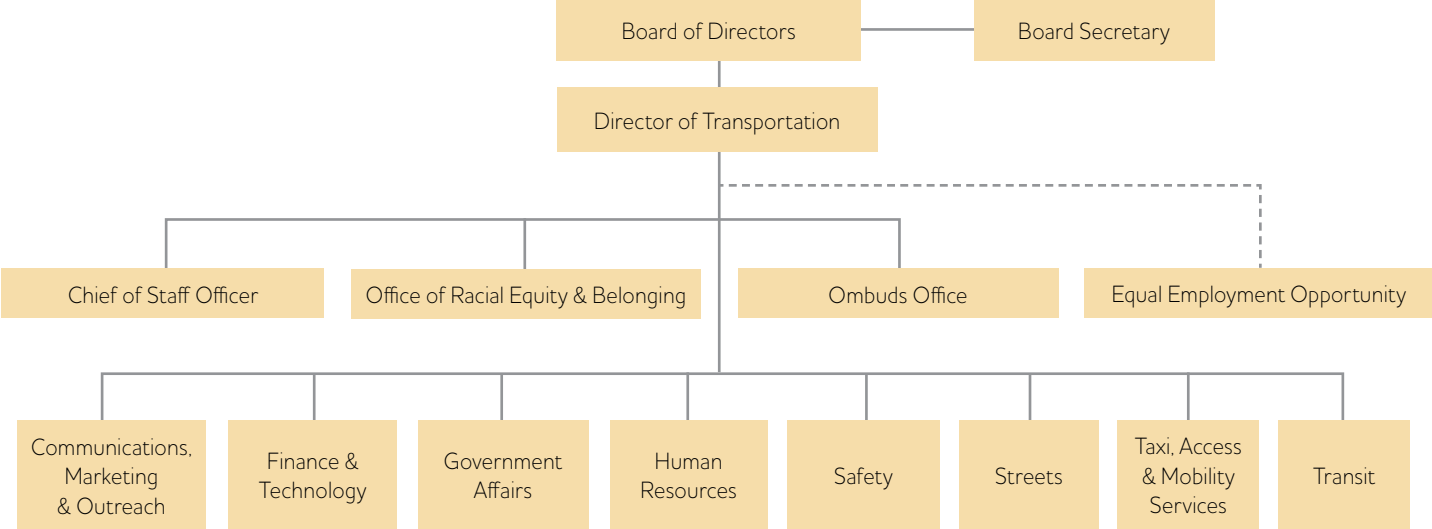 Board of Directors
Board Secretary
Director of Transportation
Chief of Staff Officer
Office of Racial Equity & Belonging
Ombuds Office
Equal Employment Opportunity
Communications,
Marketing
& Outreach
Finance &
Technology
Government
Affairs
Human
Resources
Safety
Streets
Taxi, Access
& Mobility
Services
Transit